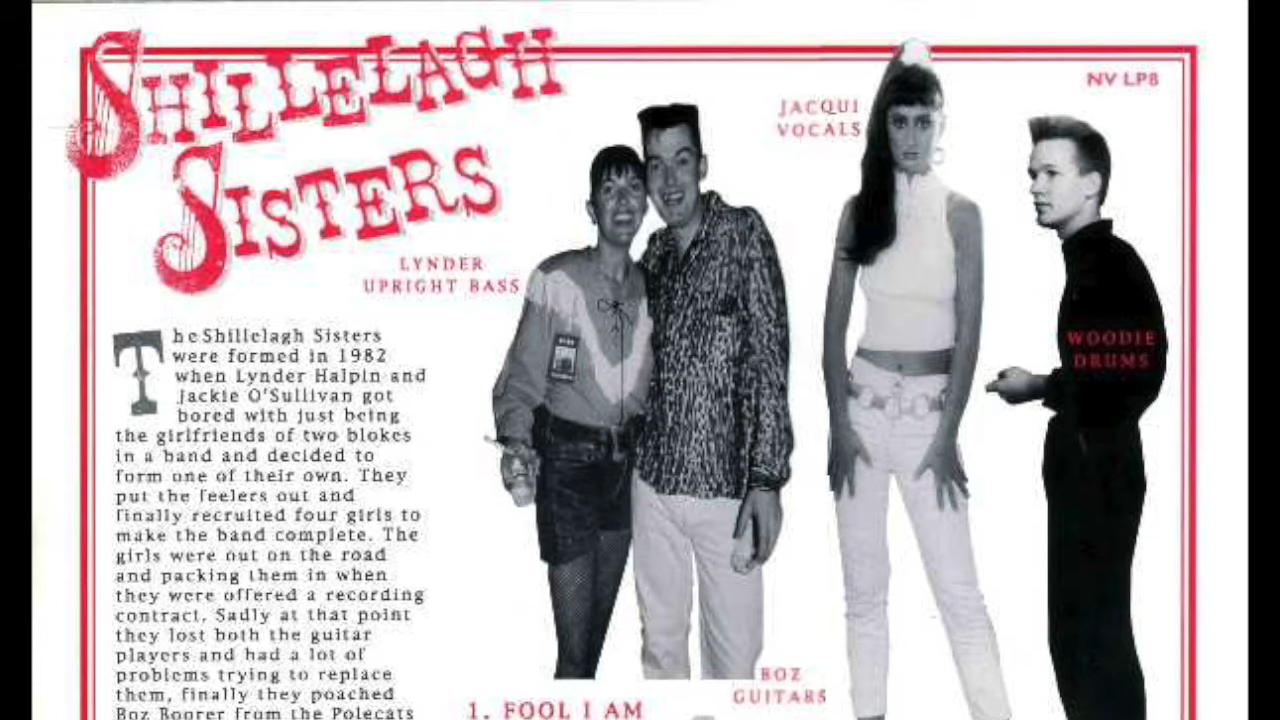 SHILLELAGH
SISTERS
NV LP8
JACQUI
VOCALS
LYNDER
UPRIGHT BASS
WOODIE
DRUMS
The Shillelagh Sisters
were formed in 1982
when Lynder Halpin and
Jackie O'Sullivan got
bored with just being
the girlfriends of two blokes
in a band and decided to
form one of their own. They
put the feelers out and
finally recruited four girls to
make the band complete. The
girls were out on the road
and packing them in when
they were offered a recording
contract. Sadly at that point
they lost both the guitar
players and had a lot of
problems trying to replace
them, finally they poached
Boz Boorer from the Polecats
BOZ
GUITARS
1. FOOL I AM